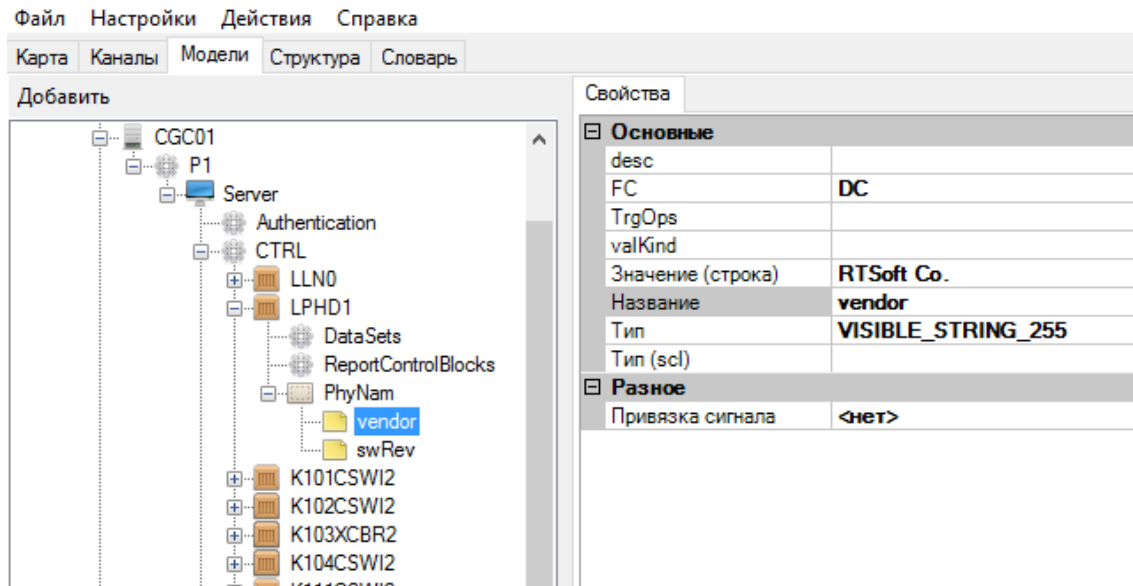 Файл Настройки Действия Справка
Карта Каналы Модели Структура Словарь
Добавить
CGC01
P1
Server
Authentication
CTRL
LLN0
LPHD1
DataSets
ReportControlBlocks
PhyNam
vendor
swRev
K101CSWI2
K102CSWI2
K103XCBR2
K104CSWI2
Свойства
Основные
desc
FC DC
TrgOps
valKind
Значение (строка) RTSoft Co.
Название vendor
Тип VISIBLE_STRING_255
Тип (scl)
Разное
Привязка сигнала <нет>